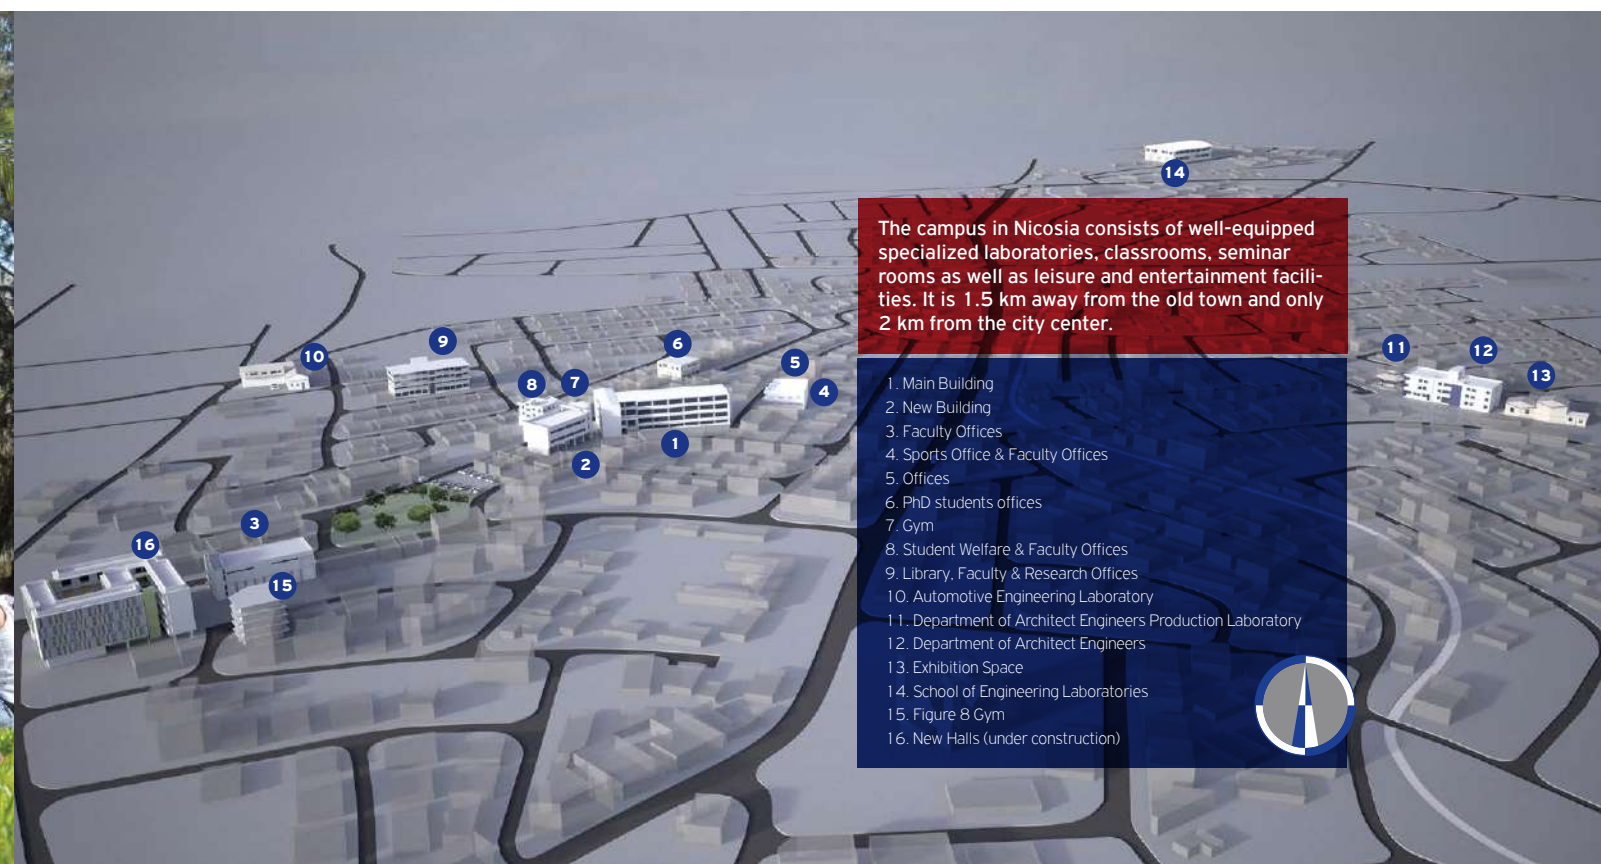 14
The campus in Nicosia consists of well-equipped
specialized laboratories, classrooms, seminar
rooms as well as leisure and entertainment facili-
ties. It is 1.5 km away from the old town and only
2 km from the city center.
9
6
10
5
11
12
8
7
4
13
1
2
3
16
15
1. Main Building
2. New Building
3. Faculty Offices
4. Sports Office & Faculty Offices
5. Offices
6. PhD students offices
7. Gym
8. Student Welfare & Faculty Offices
9. Library, Faculty & Research Offices
10. Automotive Engineering Laboratory
11. Department of Architect Engineers Production Laboratory
12. Department of Architect Engineers
13. Exhibition Space
14. School of Engineering Laboratories
15. Figure 8 Gym
16. New Halls (under construction)